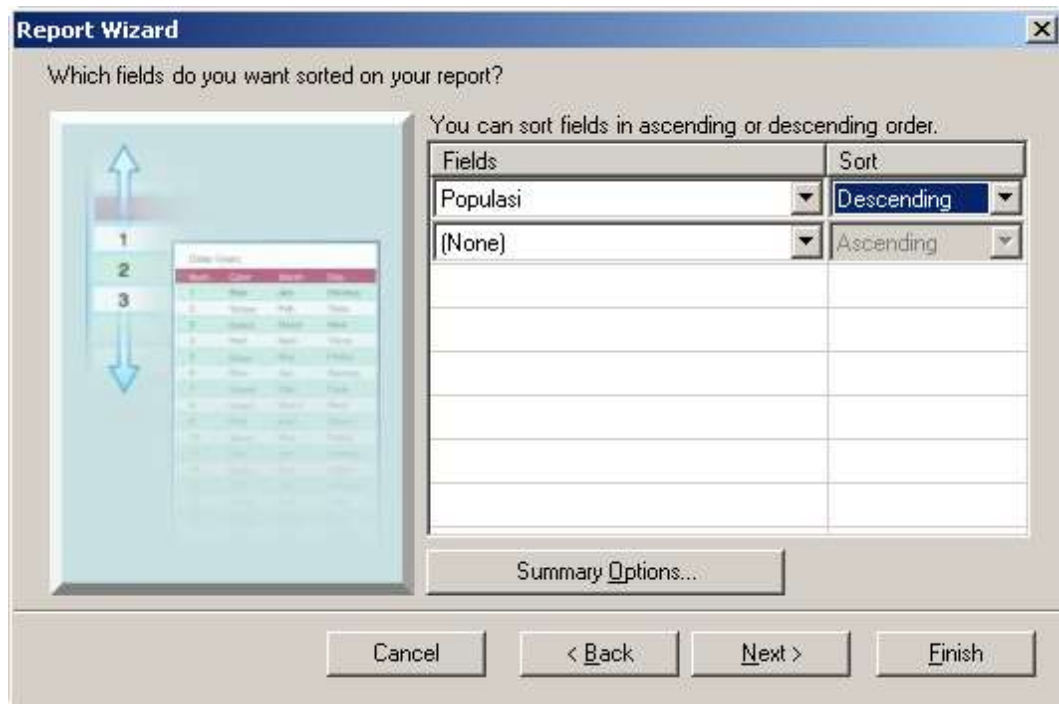 Report Wizard
Which fields do you want sorted on your report?
You can sort fields in ascending or descending order.
Fields Sort
Populasi Descending
(None) Ascending
1
2
3
Summary Options...
Cancel < Back Next > Finish